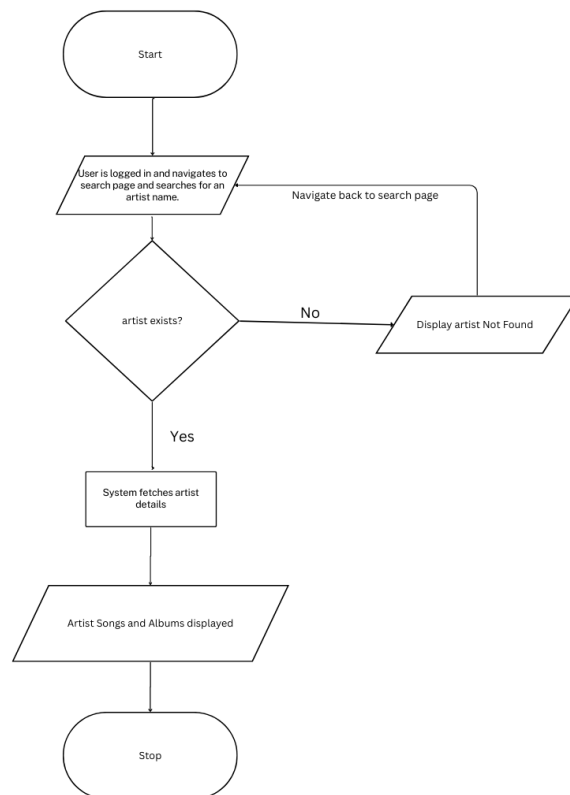 Start
User is logged in and navigates to
search page and searches for an
artist name.
Navigate back to search page
artist exists?
No
Display artist Not Found
Yes
System fetches artist
details
Artist Songs and Albums displayed
Stop